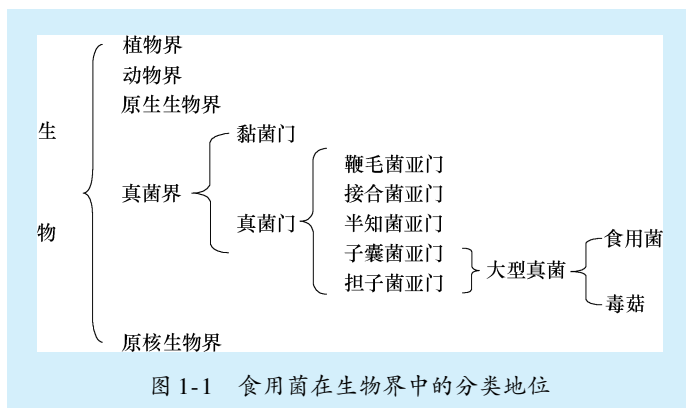 生物
植物界
动物界
原生生物界
真菌界
黏菌门
真菌门
鞭毛菌亚门
接合菌亚门
半知菌亚门
子囊菌亚门
担子菌亚门
大型真菌
食用菌
毒菇
原核生物界
图 1-1 食用菌在生物界中的分类地位